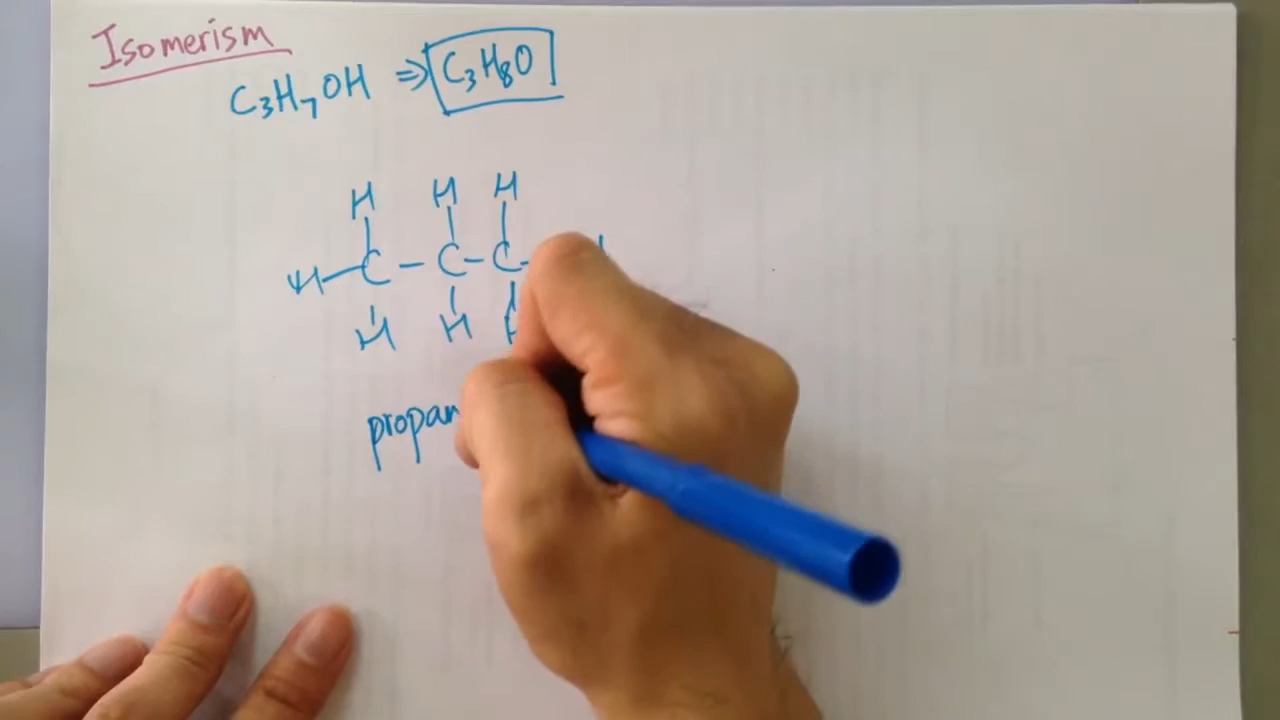 Isomerism
C₃H₇OH ⇒ C₃H₈O
H H H
H-C-C-C-
H H H
propan